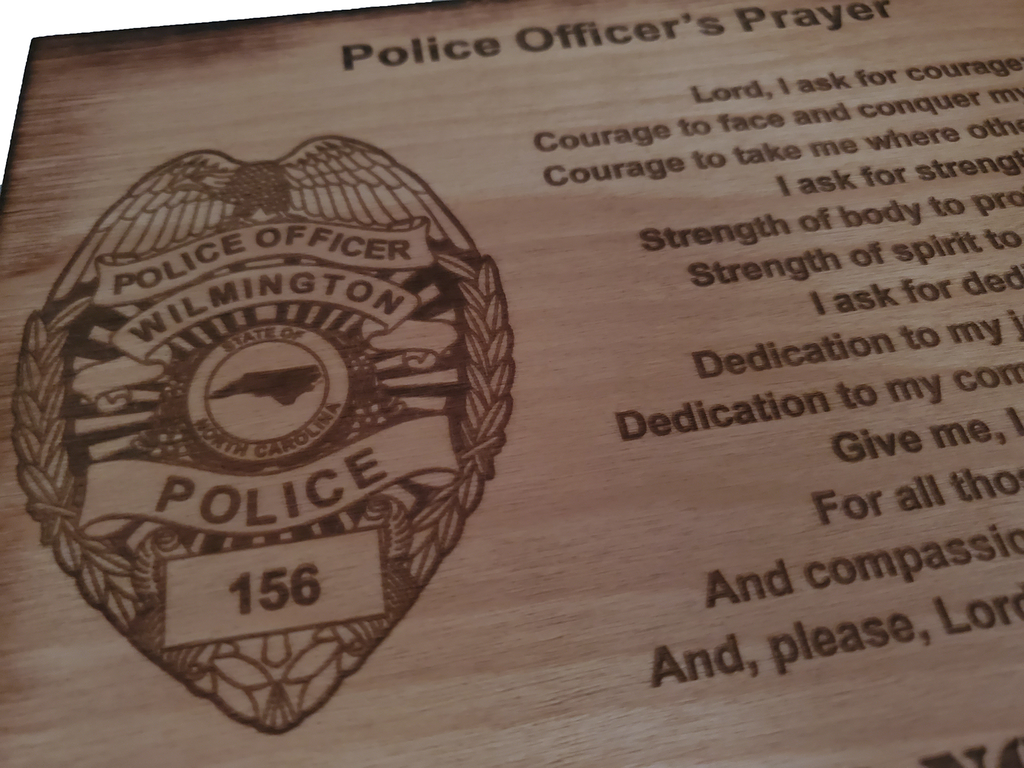 Police Officer's Prayer
Lord, I ask for courage
Courage to face and conquer my
Courage to take me where othe
I ask for strengt
Strength of body to pro
Strength of spirit to
I ask for ded
Dedication to my j
Dedication to my com
Give me, L
For all tho
And compassio
And, please, Lord
POLICE OFFICER
WILMINGTON
STATE OF
NORTH CAROLINA
POLICE
156